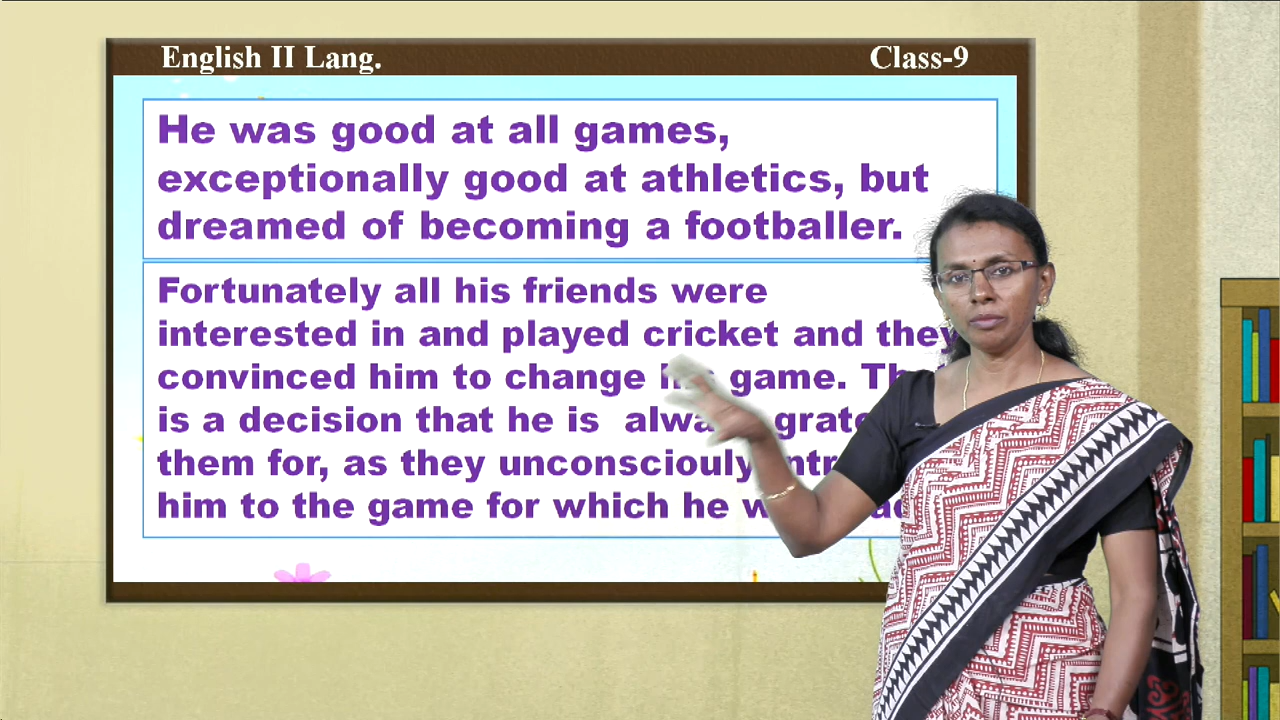 English II Lang.
Class-9
He was good at all games,
exceptionally good at athletics, but
dreamed of becoming a footballer.
Fortunately all his friends were
interested in and played cricket and they
convinced him to change his game.
is a decision that he is
them for, as they unconsciouly
him to the game for which he